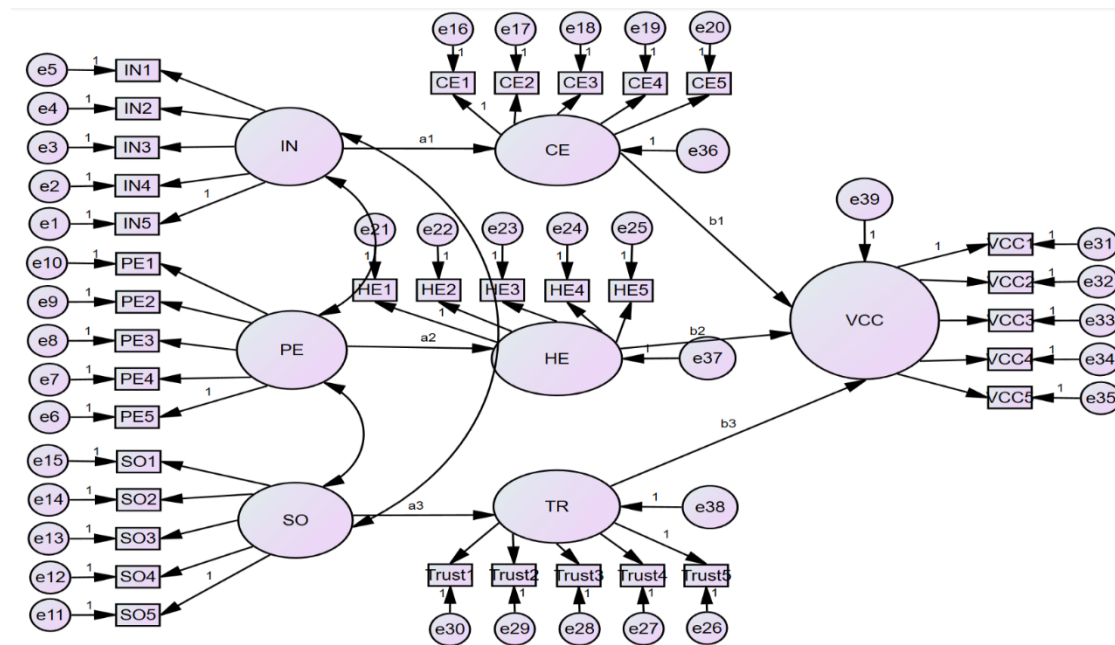 e16 e17 e18 e19 e20
1 1 1 1 1
CE1 CE2 CE3 CE4 CE5
1
CE
1 e36
e5 1 IN1
e4 1 IN2
e3 1 IN3
e2 1 IN4
e1 1 IN5
1
IN
a1
e21 e22 e23 e24 e25
1 1 1 1 1
HE1 HE2 HE3 HE4 HE5
1
HE
1 e37
e10 1 PE1
e9 1 PE2
e8 1 PE3
e7 1 PE4
e6 1 PE5
1
PE
a2
e15 1 SO1
e14 1 SO2
e13 1 SO3
e12 1 SO4
e11 1 SO5
1
SO
a3
TR
1 e38
1
Trust1 Trust2 Trust3 Trust4 Trust5
1 1 1 1 1
e30 e29 e28 e27 e26
b1
b2
b3
e39
1
VCC
1
VCC1 1 e31
VCC2 1 e32
VCC3 1 e33
VCC4 1 e34
VCC5 1 e35